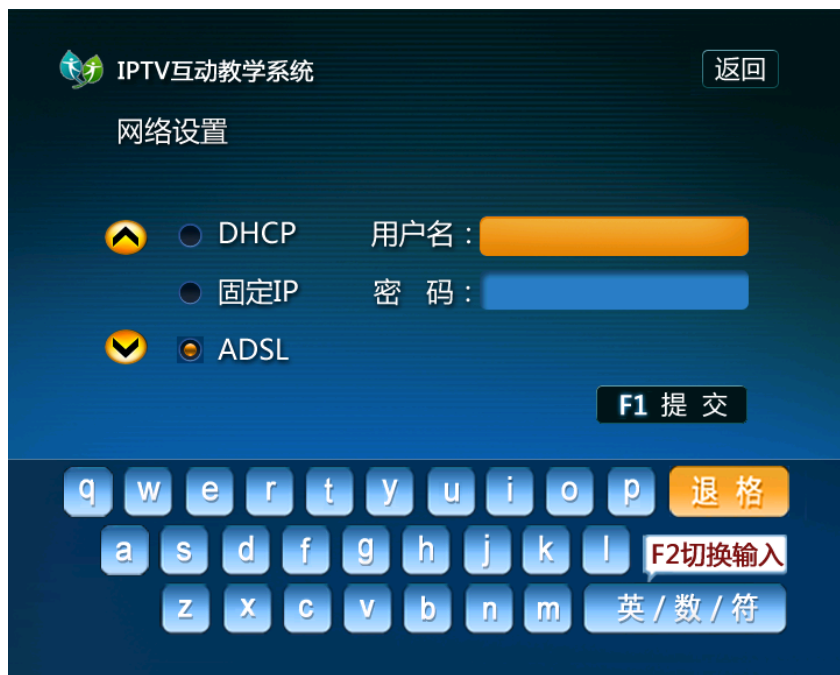 IPTV互动教学系统 返回
网络设置
DHCP 用户名：
固定IP 密 码：
ADSL
F1 提 交
q w e r t y u i o p 退格
a s d f g h j k l F2切换输入
z x c v b n m 英/数/符